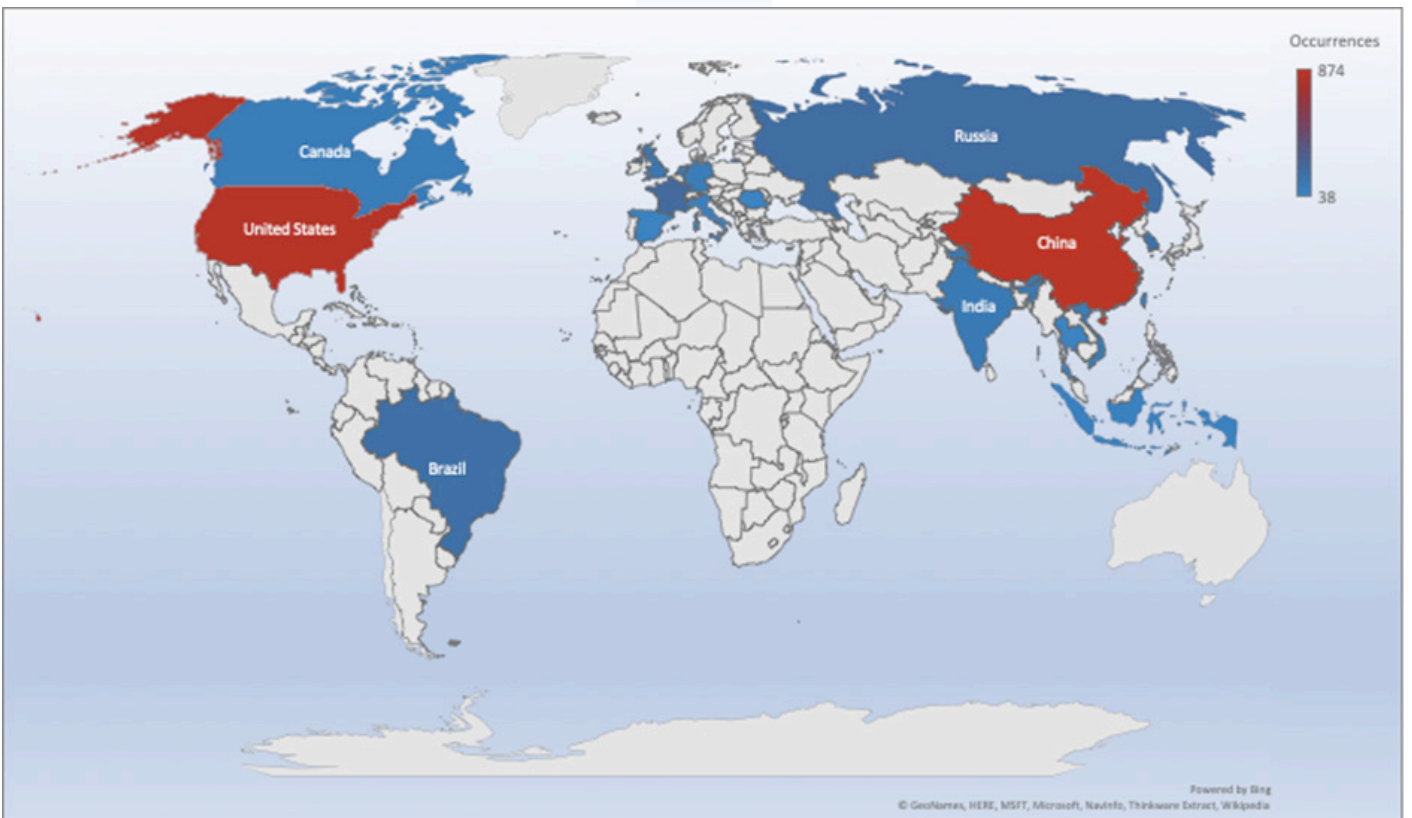 Occurrences
874
38
Canada
Russia
United States
China
India
Brazil
Powered by Bing
© GeoNames, HERE, MSFT, Microsoft, NavInfo, Thinkware Extract, Wikipedia